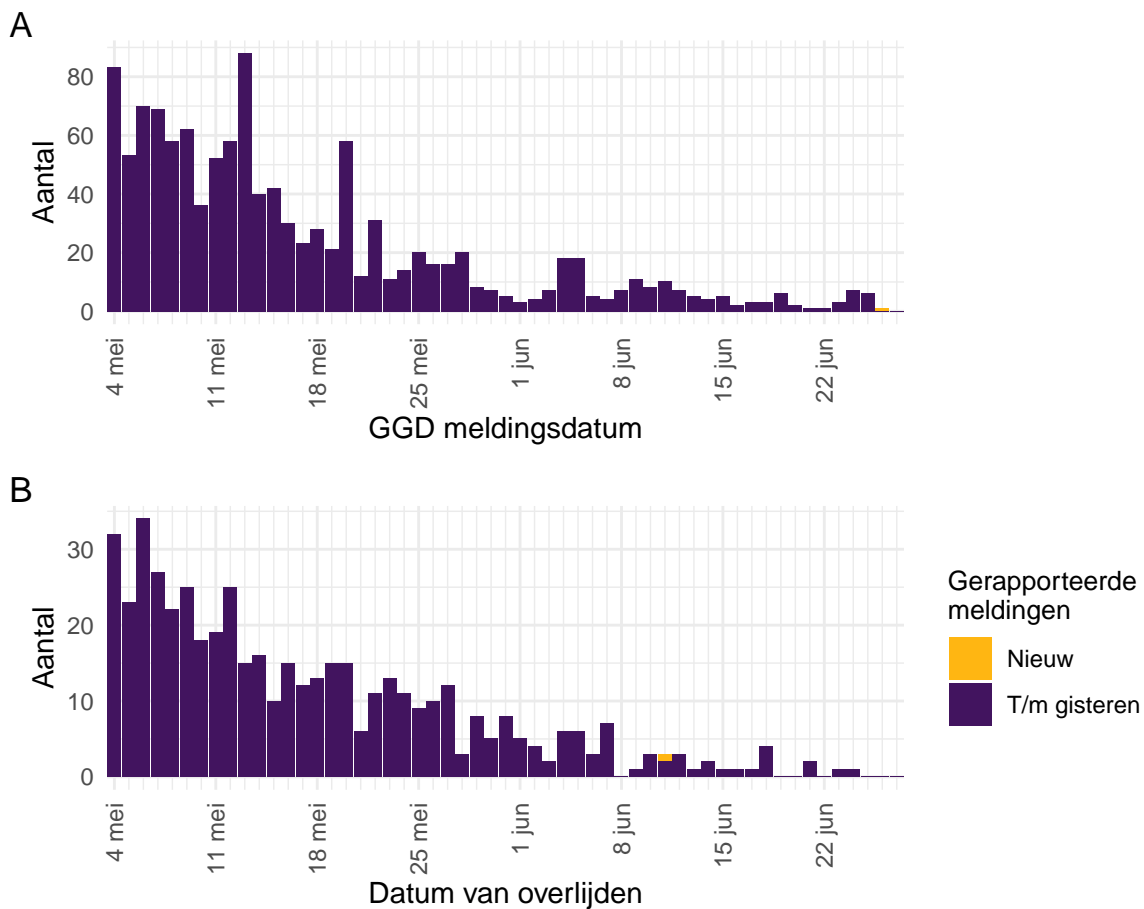 A
Aantal
80
60
40
20
0
4 mei
11 mei
18 mei
25 mei
1 jun
8 jun
15 jun
22 jun
GGD meldingsdatum
B
Aantal
30
20
10
0
4 mei
11 mei
18 mei
25 mei
1 jun
8 jun
15 jun
22 jun
Datum van overlijden
Gerapporteerde
meldingen
Nieuw
T/m gisteren